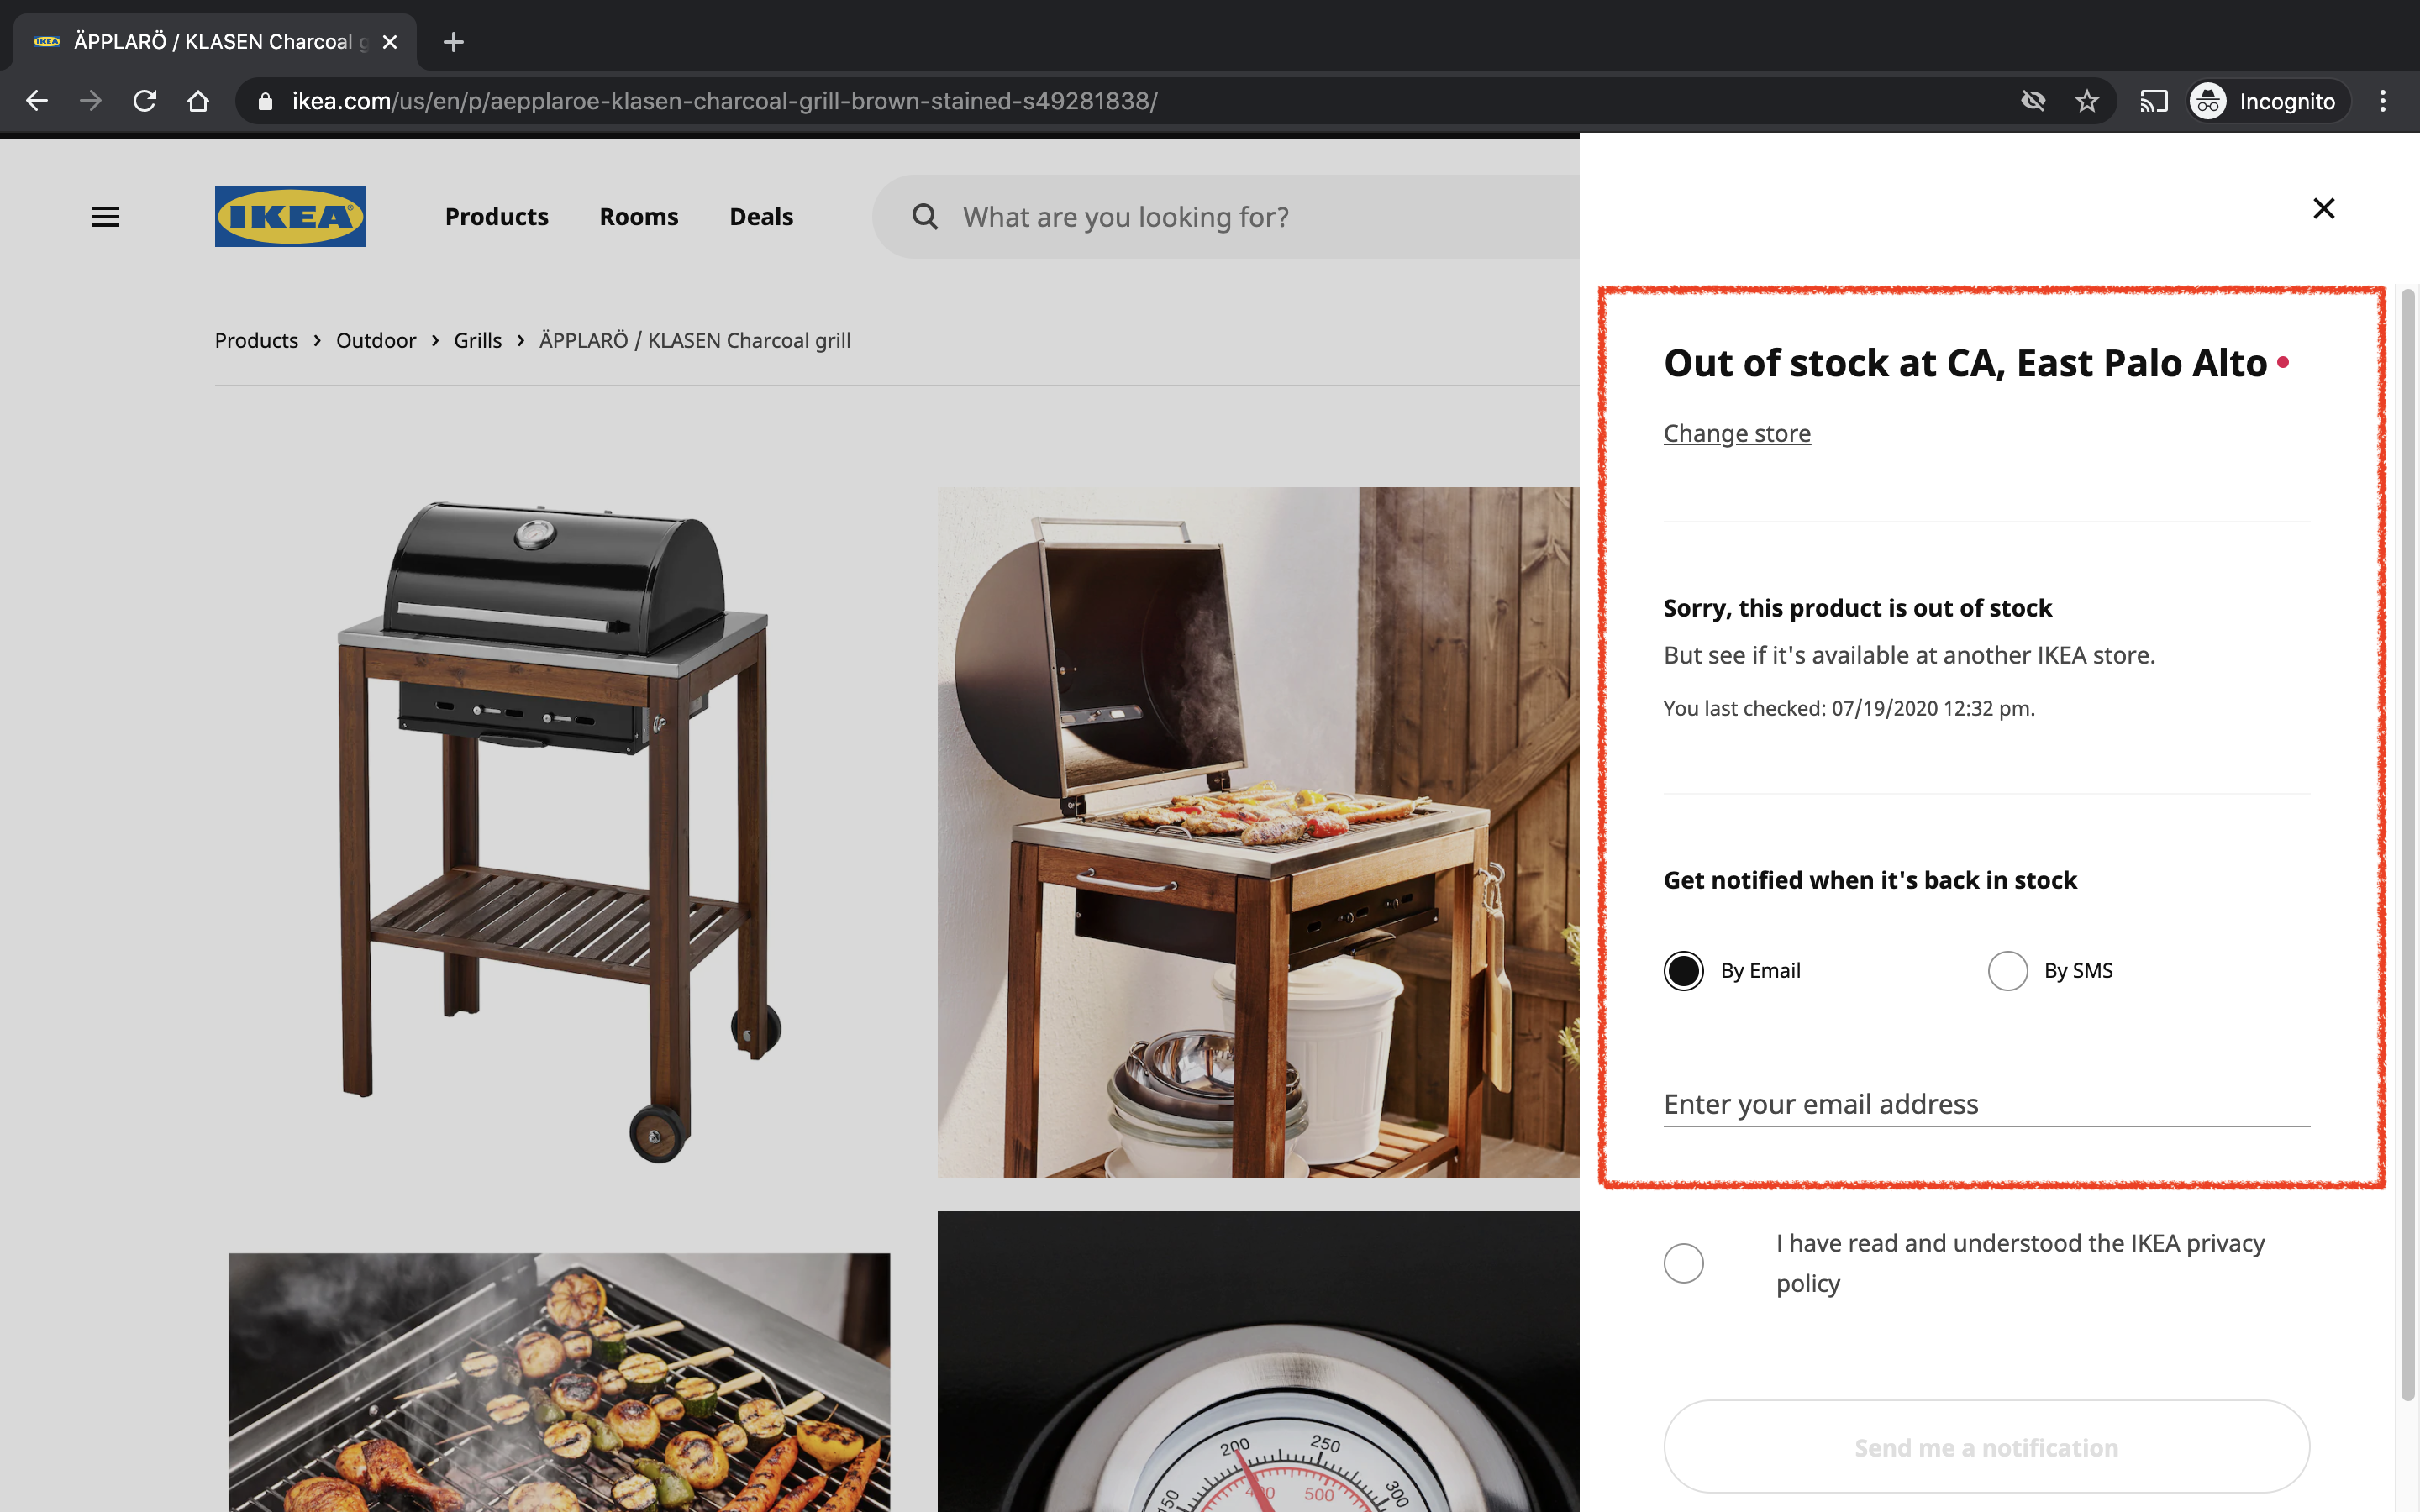 IKEA ÄPPLARÖ / KLASEN Charcoal g
ikea.com/us/en/p/aepplaroe-klasen-charcoal-grill-brown-stained-s49281838/
Incognito
IKEA
Products
Rooms
Deals
What are you looking for?
Products › Outdoor › Grills › ÄPPLARÖ / KLASEN Charcoal grill
Out of stock at CA, East Palo Alto
Change store
Sorry, this product is out of stock
But see if it's available at another IKEA store.
You last checked: 07/19/2020 12:32 pm.
Get notified when it's back in stock
By Email
By SMS
Enter your email address
I have read and understood the IKEA privacy
policy
Send me a notification
150 200 250 300
400 500